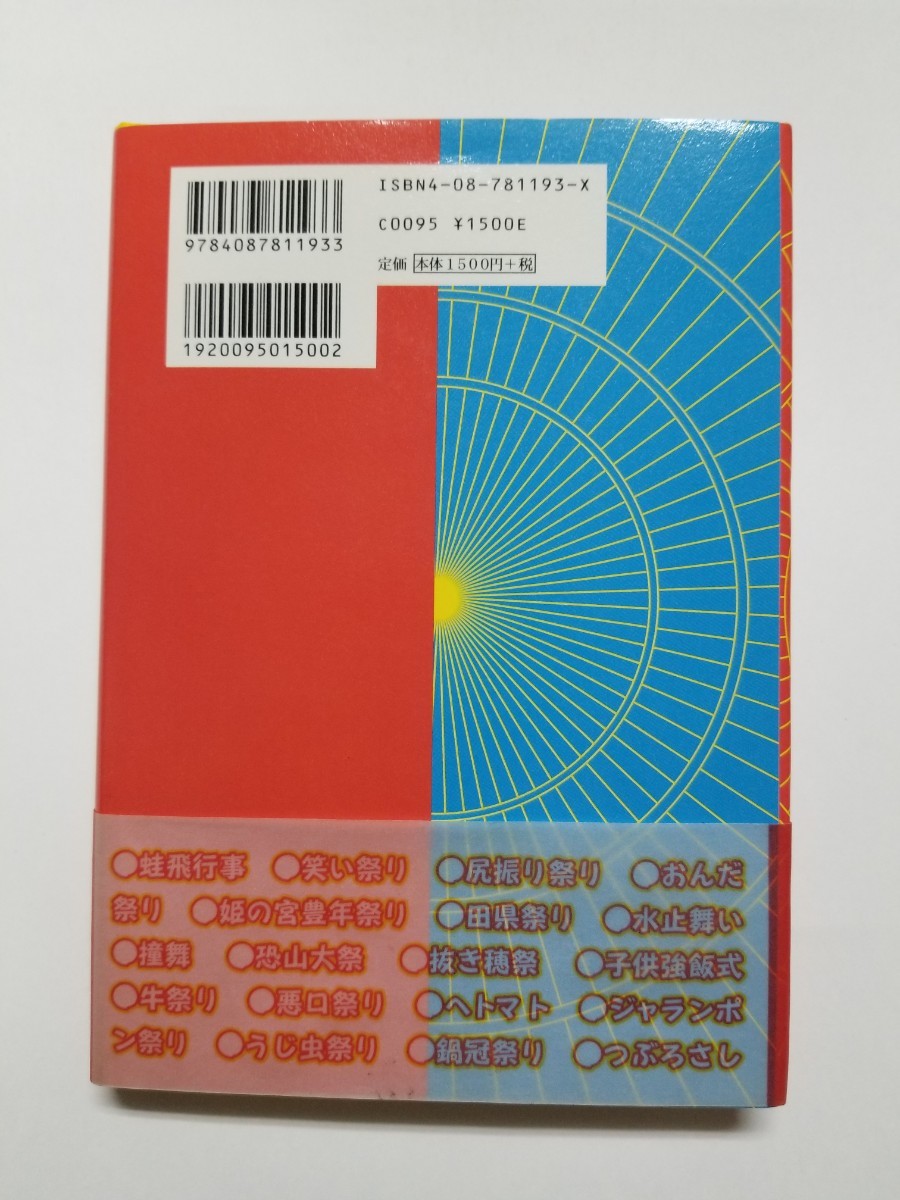 ISBN4-08-781193-X
9784087811933
C0095 ¥1500E
定価 本体1500円+税
1920095015002
●蛙飛行事 ●笑い祭り ●尻振り祭り ●おんだ
祭り ●姫の宮豊年祭り ●田県祭り ●水止舞い
●撞舞 ●恐山大祭 ●抜き穂祭 ●子供強飯式
●牛祭り ●悪口祭り ●ヘトマト ●ジャランポ
ン祭り ●うじ虫祭り ●鍋冠祭り ●つぶろさし